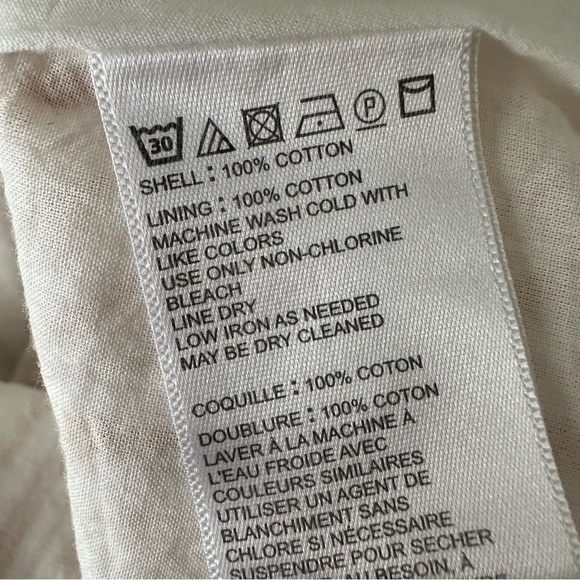 30
P
SHELL : 100% COTTON
LINING : 100% COTTON
MACHINE WASH COLD WITH
LIKE COLORS
USE ONLY NON-CHLORINE
BLEACH
LINE DRY
LOW IRON AS NEEDED
MAY BE DRY CLEANED
COQUILLE : 100% COTON
DOUBLURE : 100% COTON
LAVER À LA MACHINE À
L'EAU FROIDE AVEC
COULEURS SIMILAIRES
UTILISER UN AGENT DE
BLANCHIMENT SANS
CHLORE SI NÉCESSAIRE
SUSPENDRE POUR SECHER
AU BESOIN, À